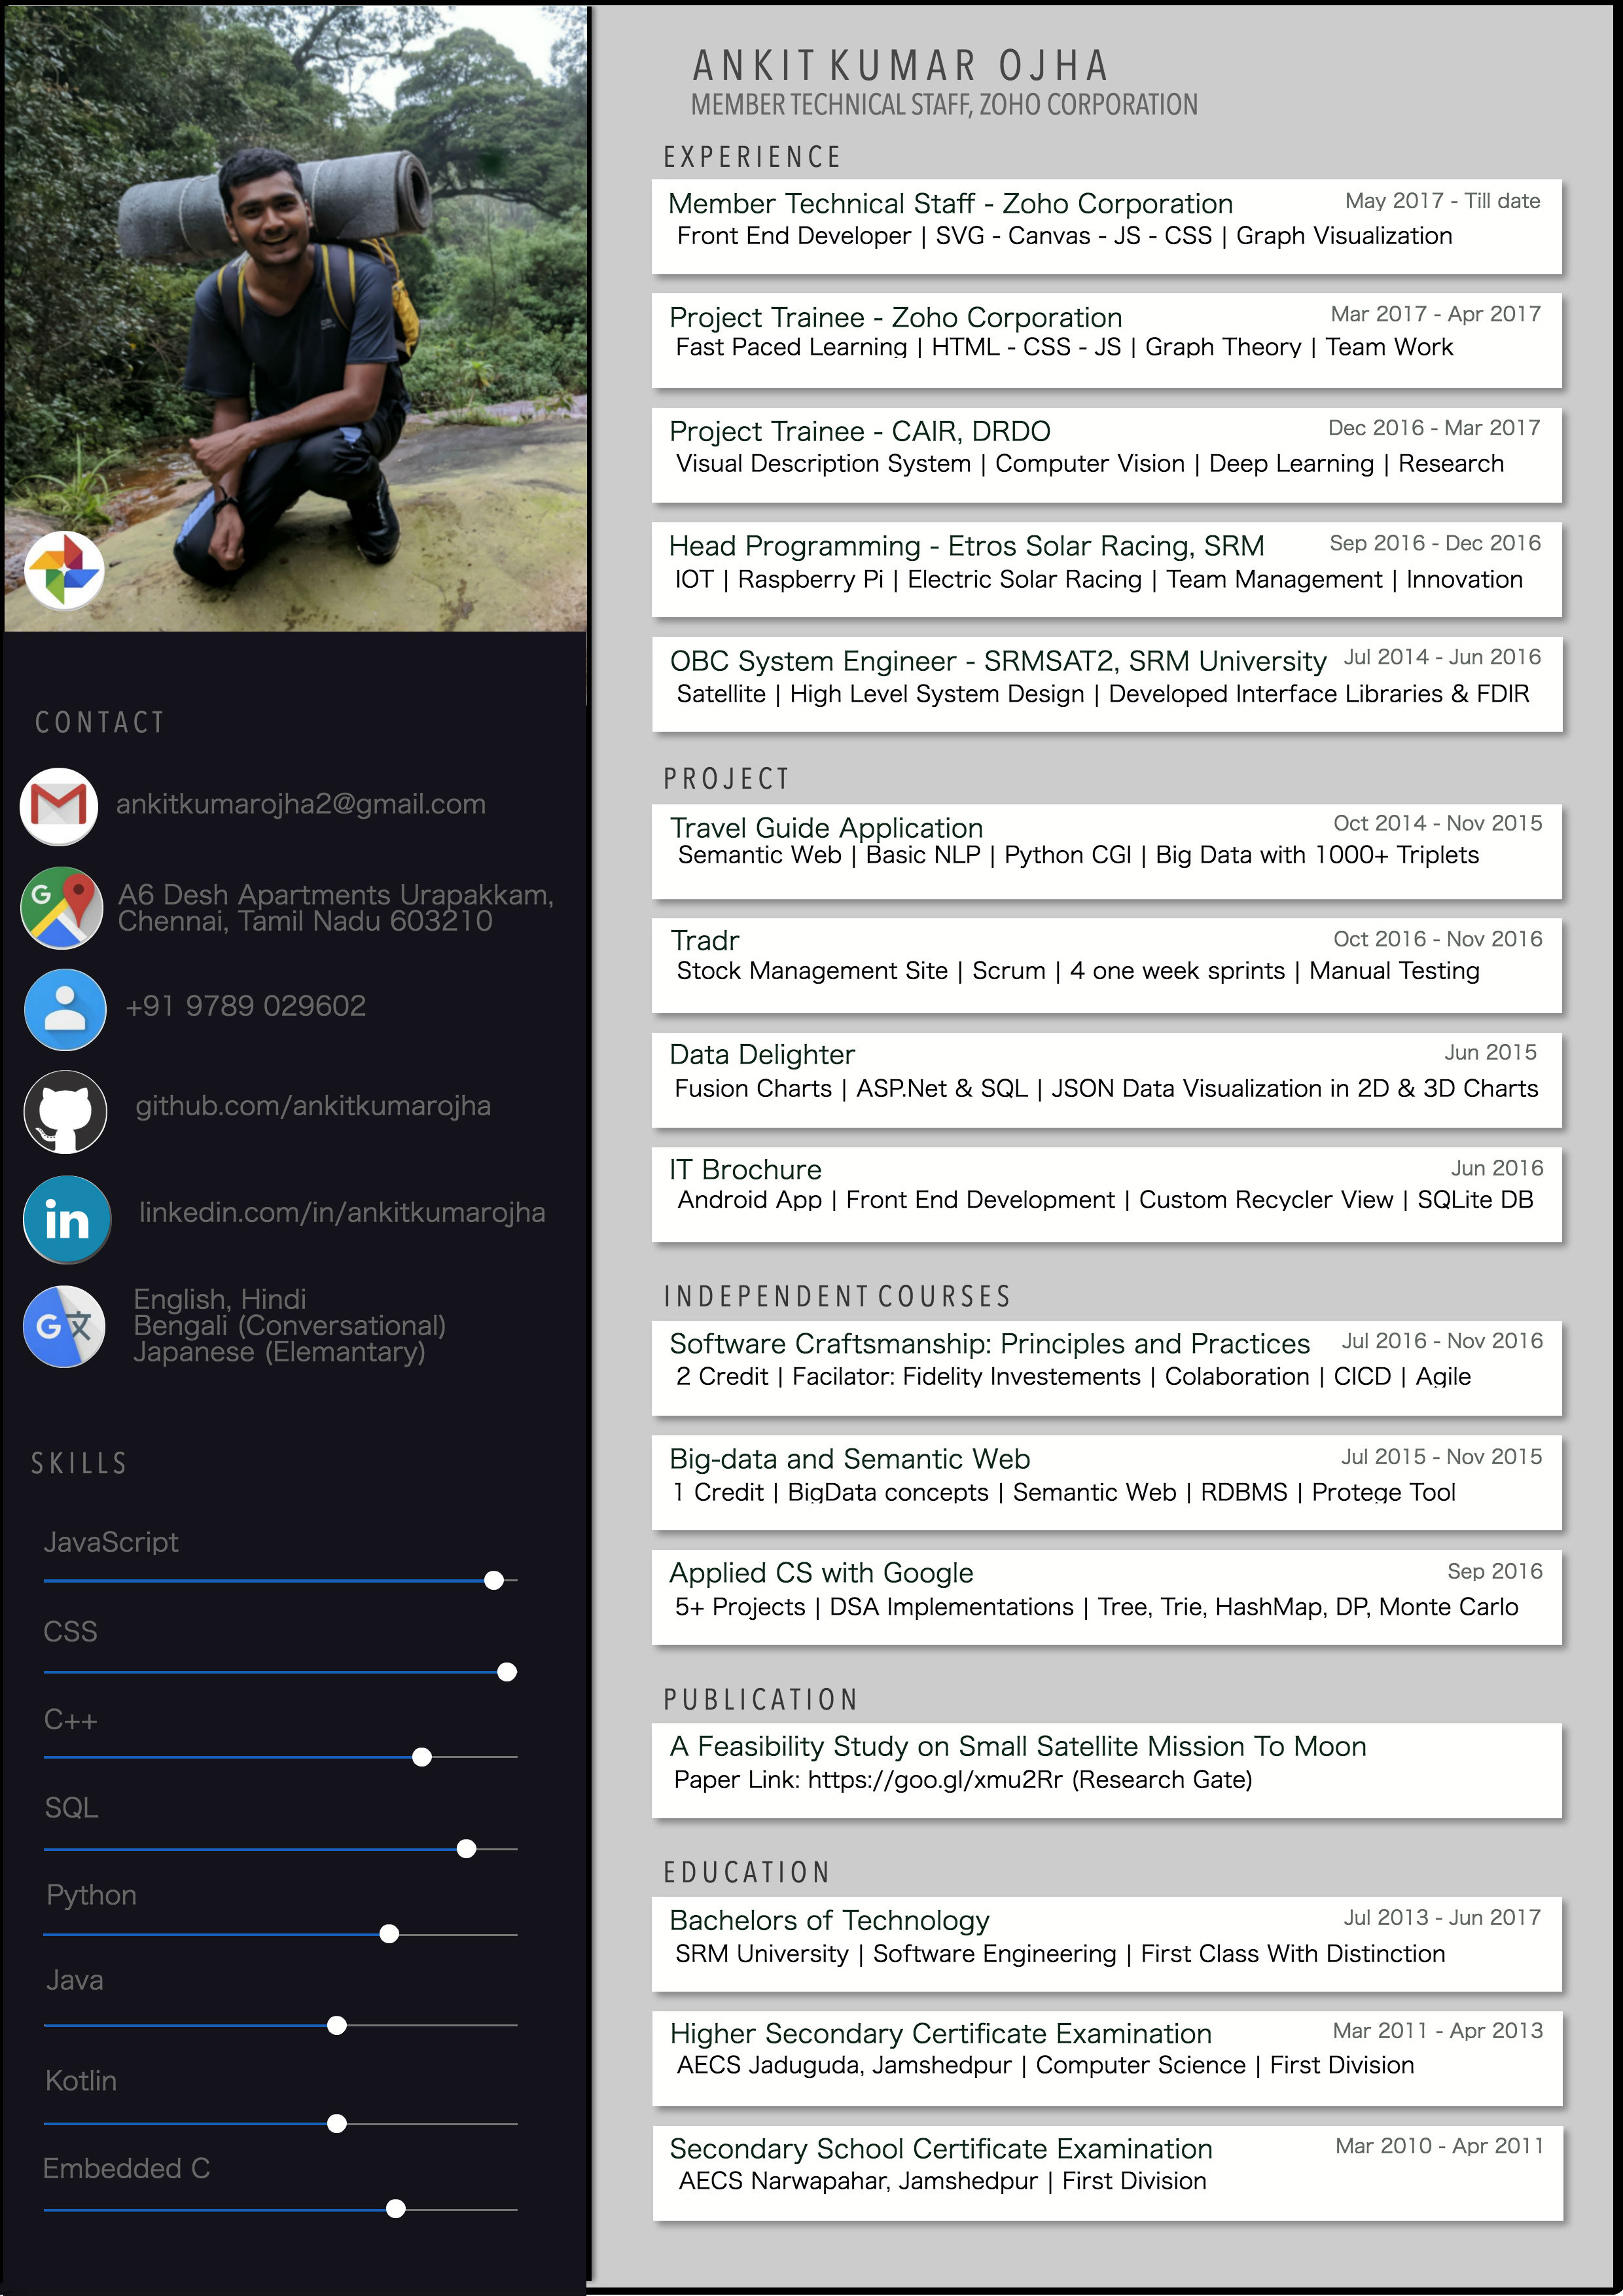 ANKIT KUMAR OJHA
MEMBER TECHNICAL STAFF, ZOHO CORPORATION
EXPERIENCE
Member Technical Staff - Zoho Corporation May 2017 - Till date
Front End Developer | SVG - Canvas - JS - CSS | Graph Visualization
Project Trainee - Zoho Corporation Mar 2017 - Apr 2017
Fast Paced Learning | HTML - CSS - JS | Graph Theory | Team Work
Project Trainee - CAIR, DRDO Dec 2016 - Mar 2017
Visual Description System | Computer Vision | Deep Learning | Research
Head Programming - Etros Solar Racing, SRM Sep 2016 - Dec 2016
IOT | Raspberry Pi | Electric Solar Racing | Team Management | Innovation
OBC System Engineer - SRMSAT2, SRM University Jul 2014 - Jun 2016
Satellite | High Level System Design | Developed Interface Libraries & FDIR
PROJECT
Travel Guide Application Oct 2014 - Nov 2015
Semantic Web | Basic NLP | Python CGI | Big Data with 1000+ Triplets
Tradr Oct 2016 - Nov 2016
Stock Management Site | Scrum | 4 one week sprints | Manual Testing
Data Delighter Jun 2015
Fusion Charts | ASP.Net & SQL | JSON Data Visualization in 2D & 3D Charts
IT Brochure Jun 2016
Android App | Front End Development | Custom Recycler View | SQLite DB
INDEPENDENT COURSES
Software Craftsmanship: Principles and Practices Jul 2016 - Nov 2016
2 Credit | Facilator: Fidelity Investements | Colaboration | CICD | Agile
Big-data and Semantic Web Jul 2015 - Nov 2015
1 Credit | BigData concepts | Semantic Web | RDBMS | Protege Tool
Applied CS with Google Sep 2016
5+ Projects | DSA Implementations | Tree, Trie, HashMap, DP, Monte Carlo
PUBLICATION
A Feasibility Study on Small Satellite Mission To Moon
Paper Link: https://goo.gl/xmu2Rr (Research Gate)
EDUCATION
Bachelors of Technology Jul 2013 - Jun 2017
SRM University | Software Engineering | First Class With Distinction
Higher Secondary Certificate Examination Mar 2011 - Apr 2013
AECS Jaduguda, Jamshedpur | Computer Science | First Division
Secondary School Certificate Examination Mar 2010 - Apr 2011
AECS Narwapahar, Jamshedpur | First Division
CONTACT
ankitkumarojha2@gmail.com
G
A6 Desh Apartments Urapakkam,
Chennai, Tamil Nadu 603210
+91 9789 029602
github.com/ankitkumarojha
in
linkedin.com/in/ankitkumarojha
G文
English, Hindi
Bengali (Conversational)
Japanese (Elemantary)
SKILLS
JavaScript
CSS
C++
SQL
Python
Java
Kotlin
Embedded C